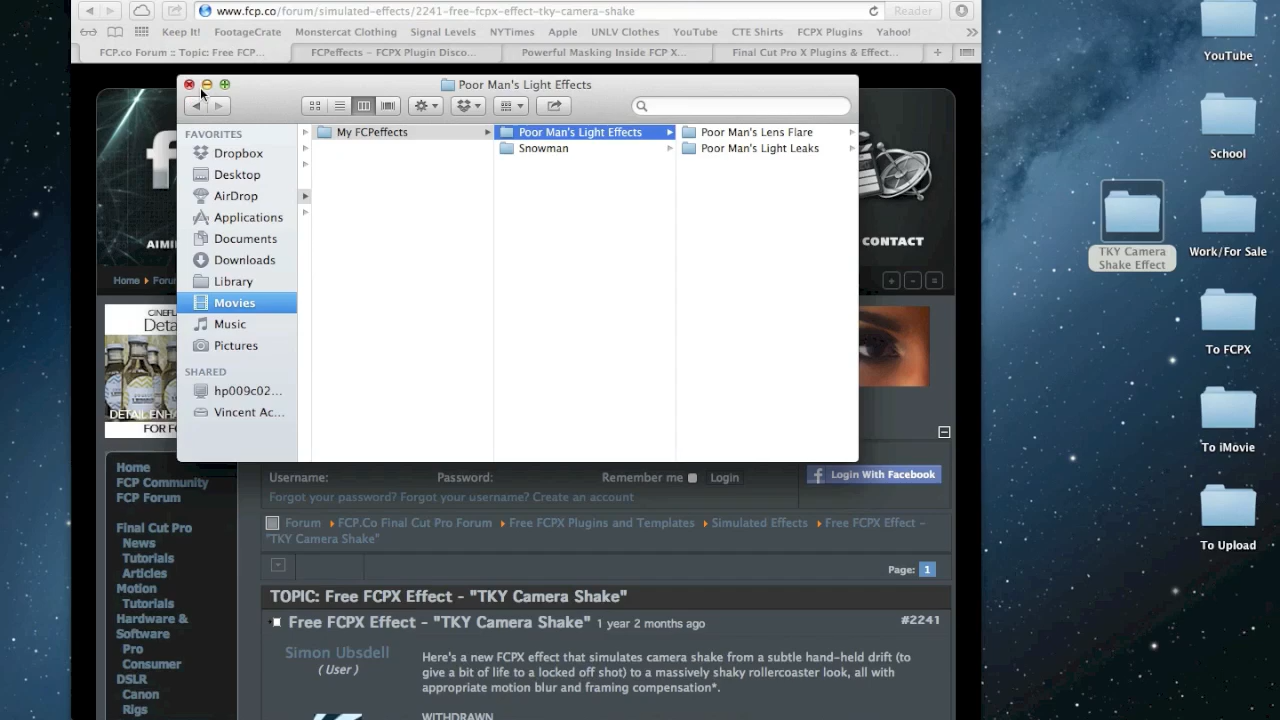 www.fcp.co/forum/simulated-effects/2241-free-fcpx-effect-tky-camera-shake
Reader
Keep It! FootageCrate Monstercat Clothing Signal Levels NYTimes Apple UNLV Clothes YouTube CTE Shirts FCPX Plugins Yahoo!
FCP.co Forum :: Topic: Free FCP... FCPeffects – FCPX Plugin Disco... Powerful Masking Inside FCP X... Final Cut Pro X Plugins & Effect...
Poor Man's Light Effects
FAVORITES
Dropbox
Desktop
AirDrop
Applications
Documents
Downloads
Library
Movies
Music
Pictures
SHARED
hp009c02...
Vincent Ac...
My FCPeffects
Poor Man's Light Effects
Snowman
Poor Man's Lens Flare
Poor Man's Light Leaks
AIMI
CONTACT
Home Foru
CINEFL
Deta
DETAIL ENHA
FOR F
Username: Password: Remember me Login
Login With Facebook
Forgot your password? Forgot your username? Create an account
Forum FCP.Co Final Cut Pro Forum Free FCPX Plugins and Templates Simulated Effects Free FCPX Effect –
"TKY Camera Shake"
Page: 1
TOPIC: Free FCPX Effect - "TKY Camera Shake"
Free FCPX Effect - "TKY Camera Shake" 1 year 2 months ago
#2241
Simon Ubsdell
( User )
Here's a new FCPX effect that simulates camera shake from a subtle hand-held drift (to
give a bit of life to a locked off shot) to a massively shaky rollercoaster look, all with
appropriate motion blur and framing compensation*.
WITHDRAWN
Home
FCP Community
FCP Forum
Final Cut Pro
News
Tutorials
Articles
Motion
Tutorials
Hardware &
Software
Pro
Consumer
DSLR
Canon
Rigs
YouTube
School
TKY Camera
Shake Effect
Work/For Sale
To FCPX
To iMovie
To Upload